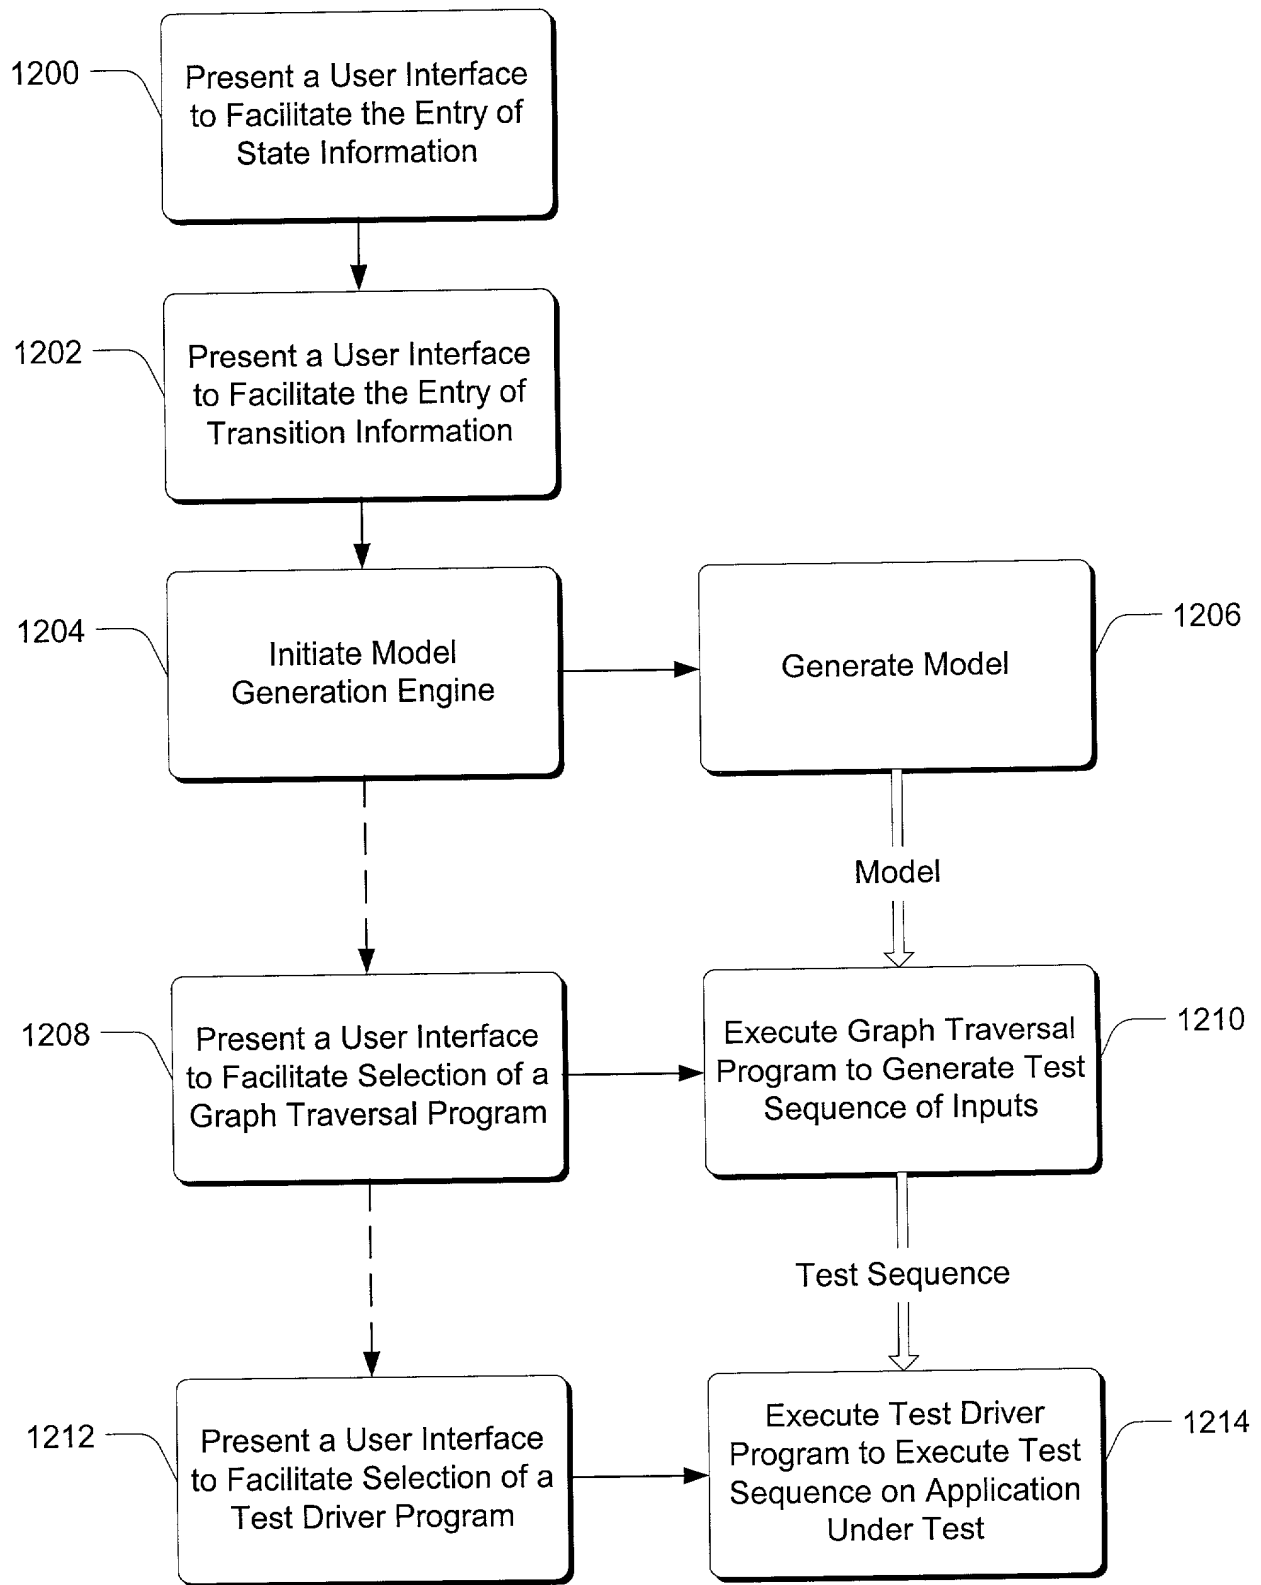 1200
Present a User Interface
to Facilitate the Entry of
State Information
1202
Present a User Interface
to Facilitate the Entry of
Transition Information
1204
Initiate Model
Generation Engine
Generate Model
1206
Model
1208
Present a User Interface
to Facilitate Selection of a
Graph Traversal Program
Execute Graph Traversal
Program to Generate Test
Sequence of Inputs
1210
Test Sequence
1212
Present a User Interface
to Facilitate Selection of a
Test Driver Program
Execute Test Driver
Program to Execute Test
Sequence on Application
Under Test
1214